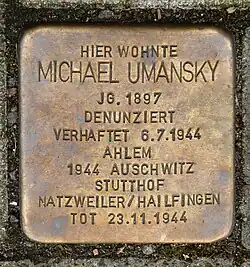 HIER WOHNTE
MICHAEL UMANSKY
JG. 1897
DENUNZIERT
VERHAFTET 6.7.1944
AHLEM
1944 AUSCHWITZ
STUTTHOF
NATZWEILER/HAILFINGEN
TOT 23.11.1944